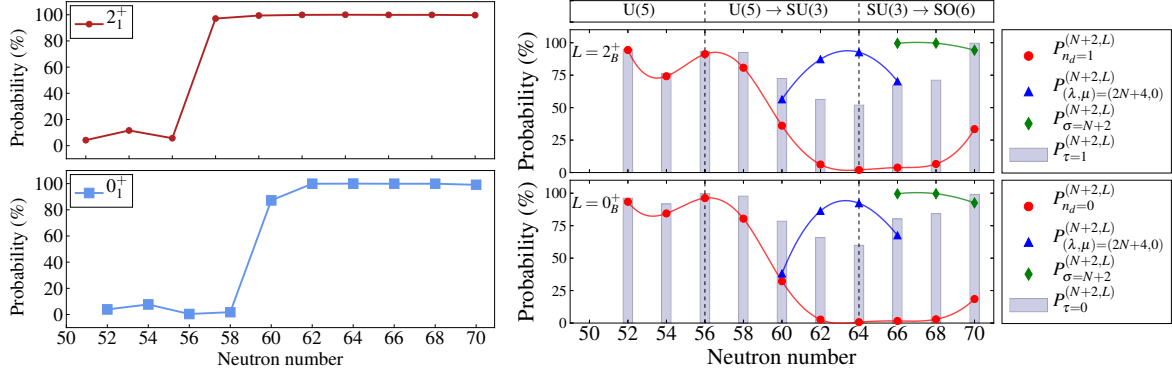 2₁⁺
Probability (%)
100
80
60
40
20
0
0₁⁺
Probability (%)
100
80
60
40
20
0
50 52 54 56 58 60 62 64 66 68 70
Neutron number
U(5) U(5) → SU(3) SU(3) → SO(6)
L = 2_B⁺
Probability (%)
100
75
50
25
0
P_{n_d=1}^{(N+2,L)}
P_{(λ,μ)=(2N+4,0)}^{(N+2,L)}
P_{σ=N+2}^{(N+2,L)}
P_{τ=1}^{(N+2,L)}
L = 0_B⁺
Probability (%)
100
75
50
25
0
50 52 54 56 58 60 62 64 66 68 70
Neutron number
P_{n_d=0}^{(N+2,L)}
P_{(λ,μ)=(2N+4,0)}^{(N+2,L)}
P_{σ=N+2}^{(N+2,L)}
P_{τ=0}^{(N+2,L)}